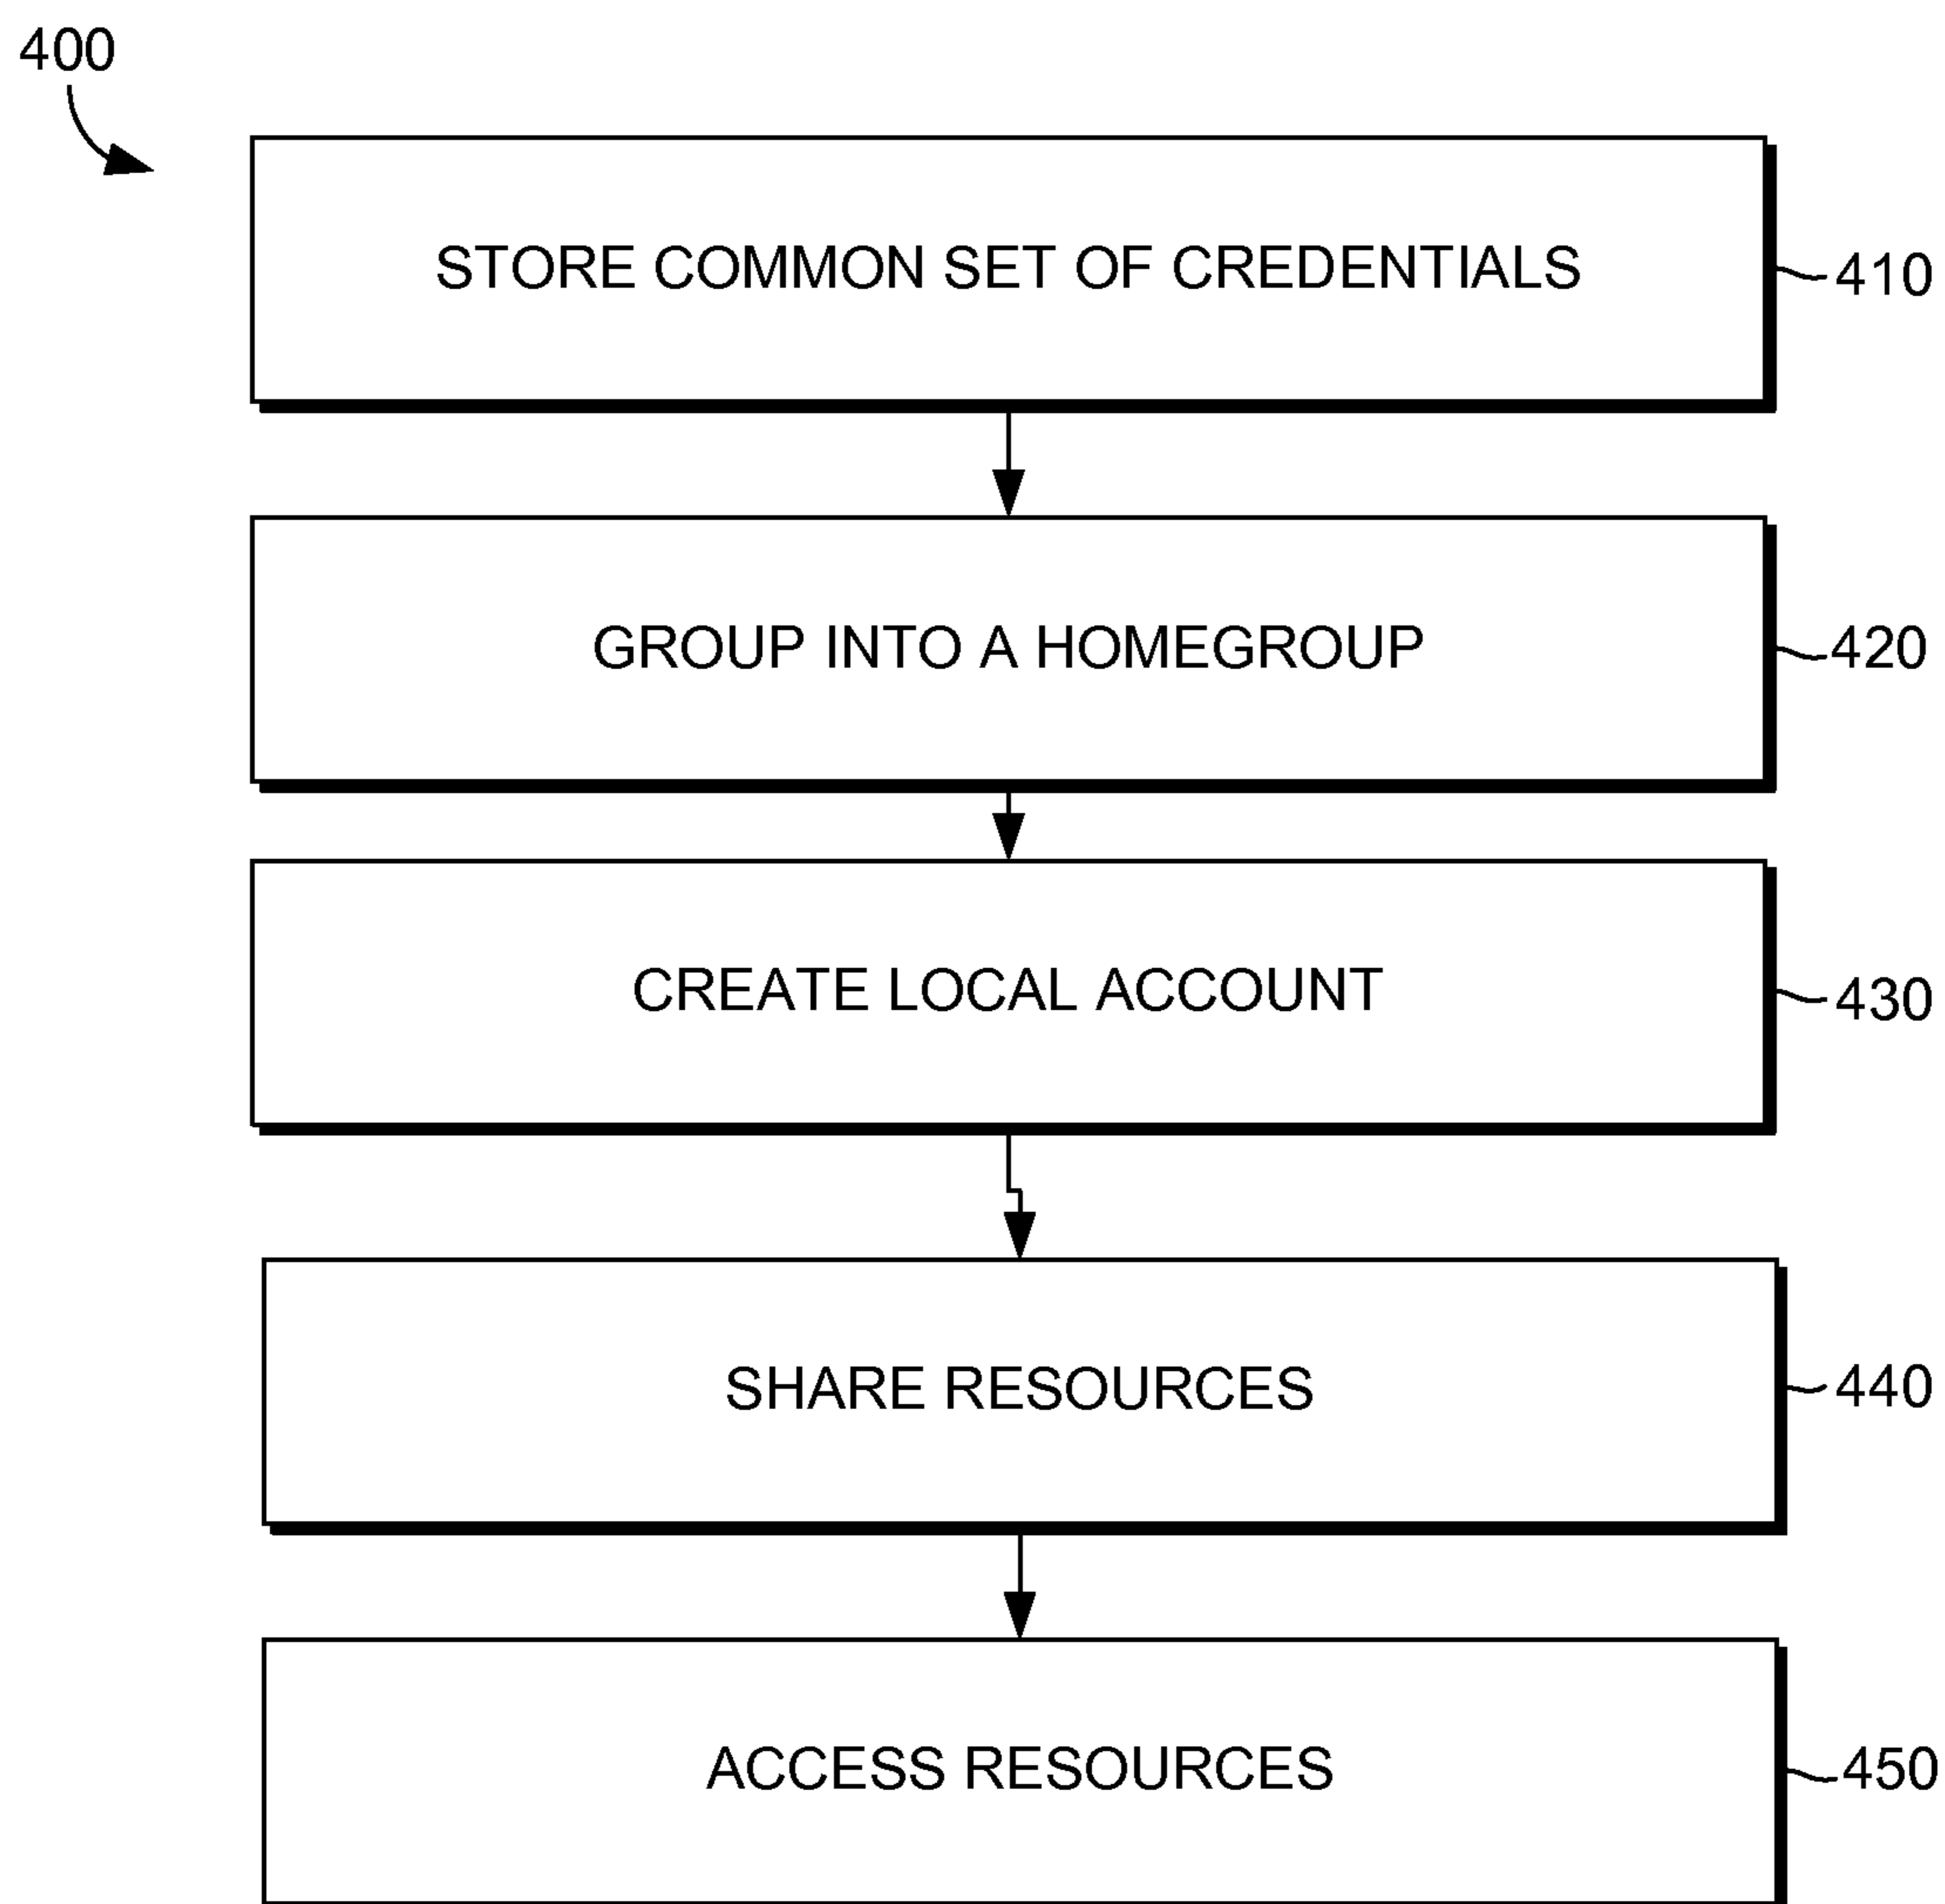 400
STORE COMMON SET OF CREDENTIALS
410
GROUP INTO A HOMEGROUP
420
CREATE LOCAL ACCOUNT
430
SHARE RESOURCES
440
ACCESS RESOURCES
450